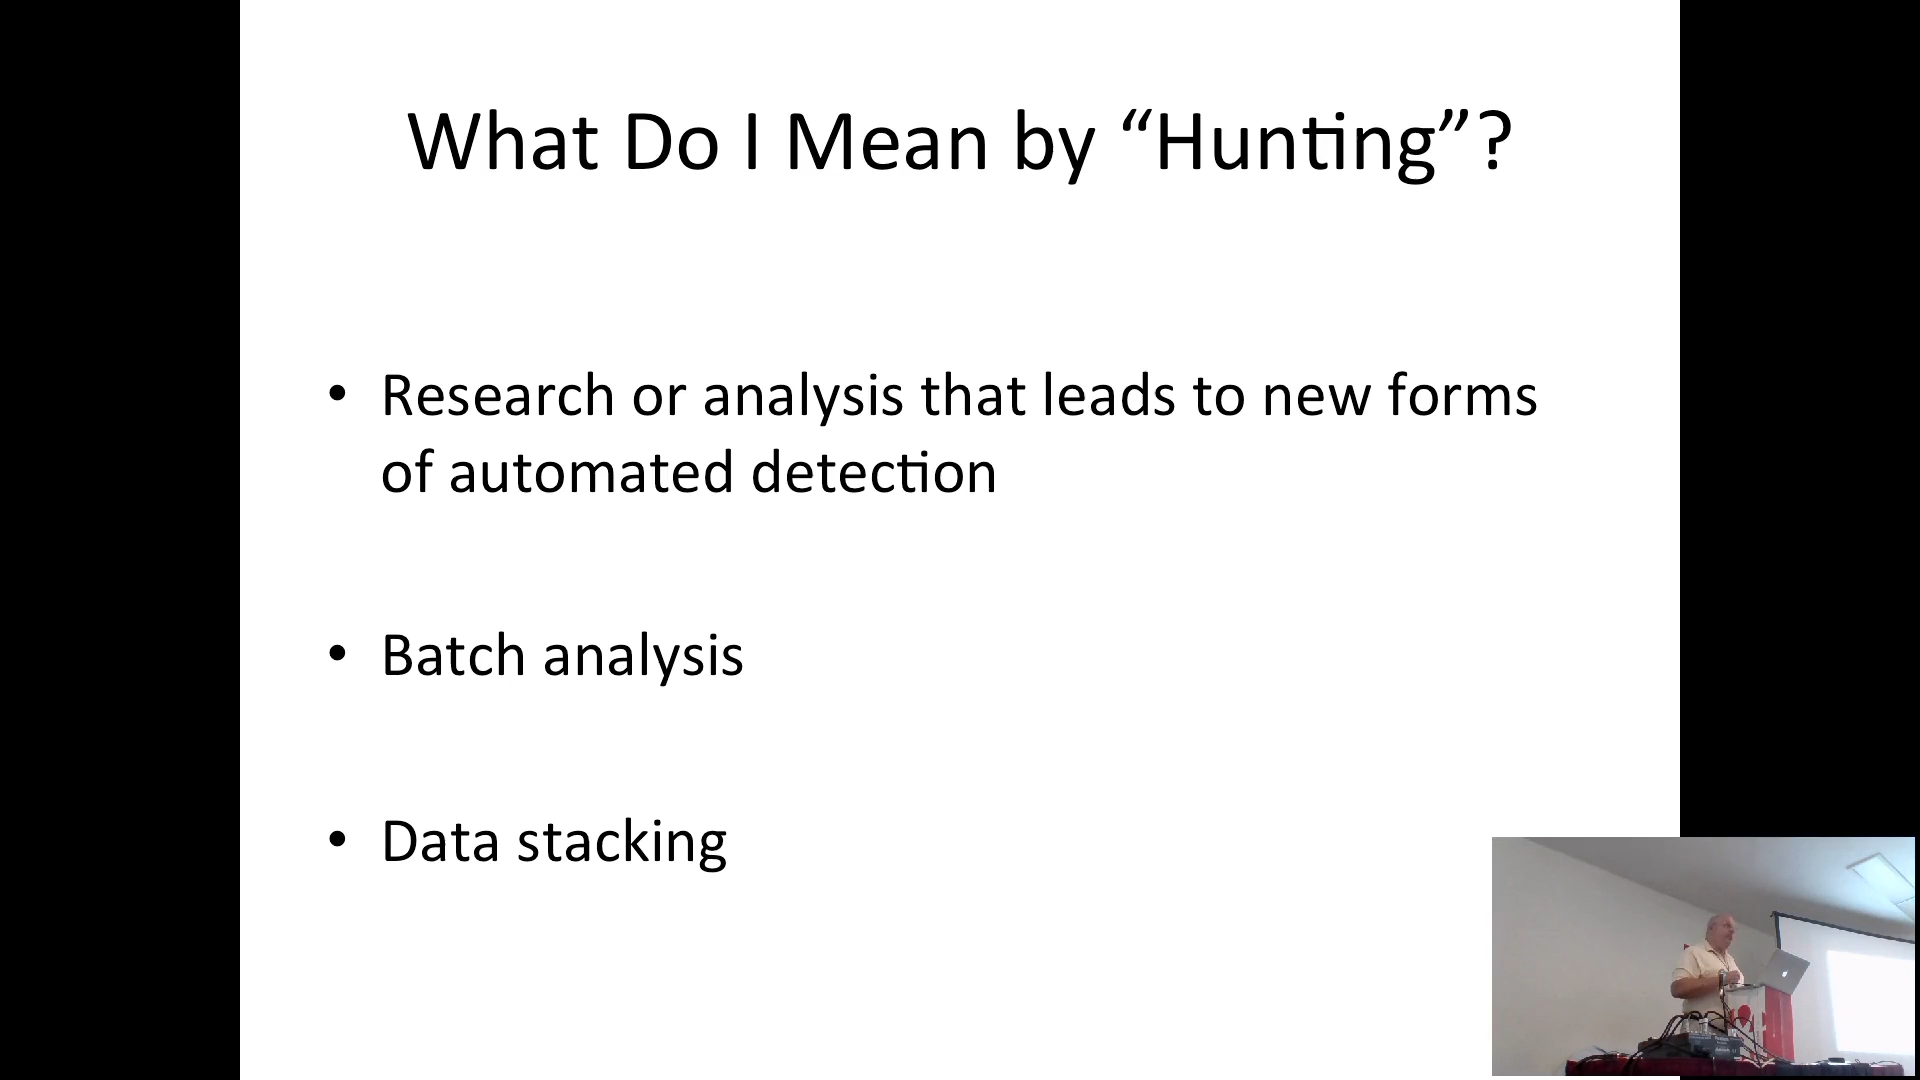 What Do I Mean by “Hunting”?
• Research or analysis that leads to new forms
of automated detection
• Batch analysis
• Data stacking